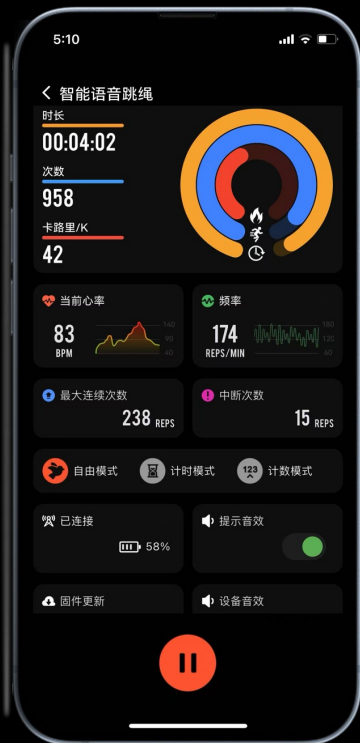 5:10
智能语音跳绳
时长
00:04:02
次数
958
卡路里/K
42
当前心率
频率
83
BPM
140
90
40
174
REPS/MIN
180
120
60
最大连续次数
中断次数
238 REPS
15 REPS
自由模式
计时模式
123
计数模式
已连接
提示音效
58%
固件更新
设备音效